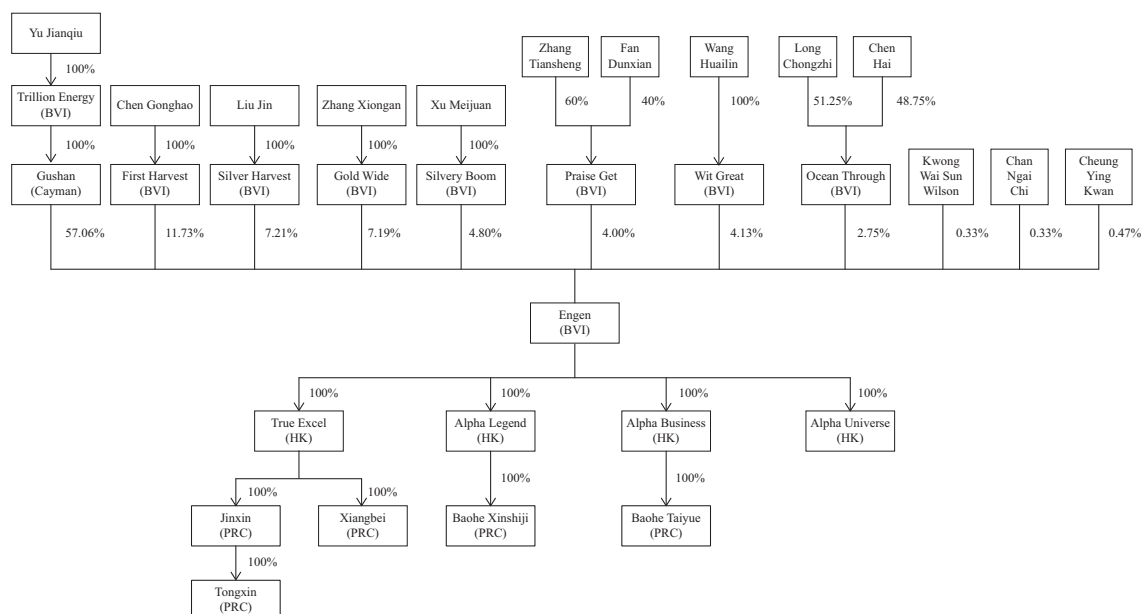 Yu Jianqiu
100%
Trillion Energy
(BVI)
100%
Gushan
(Cayman)
57.06%
Chen Gonghao
100%
First Harvest
(BVI)
11.73%
Liu Jin
100%
Silver Harvest
(BVI)
7.21%
Zhang Xiongan
100%
Gold Wide
(BVI)
7.19%
Xu Meijuan
100%
Silvery Boom
(BVI)
4.80%
Zhang
Tiansheng
60%
Fan
Dunxian
40%
Praise Get
(BVI)
4.00%
Wang
Huailin
100%
Wit Great
(BVI)
4.13%
Long
Chongzhi
51.25%
Chen
Hai
48.75%
Ocean Through
(BVI)
2.75%
Kwong
Wai Sun
Wilson
0.33%
Chan
Ngai
Chi
0.33%
Cheung
Ying
Kwan
0.47%
Engen
(BVI)
100%
True Excel
(HK)
100%
Alpha Legend
(HK)
100%
Alpha Business
(HK)
100%
Alpha Universe
(HK)
100%
Jinxin
(PRC)
100%
Xiangbei
(PRC)
100%
Baohe Xinshiji
(PRC)
100%
Baohe Taiyue
(PRC)
100%
Tongxin
(PRC)